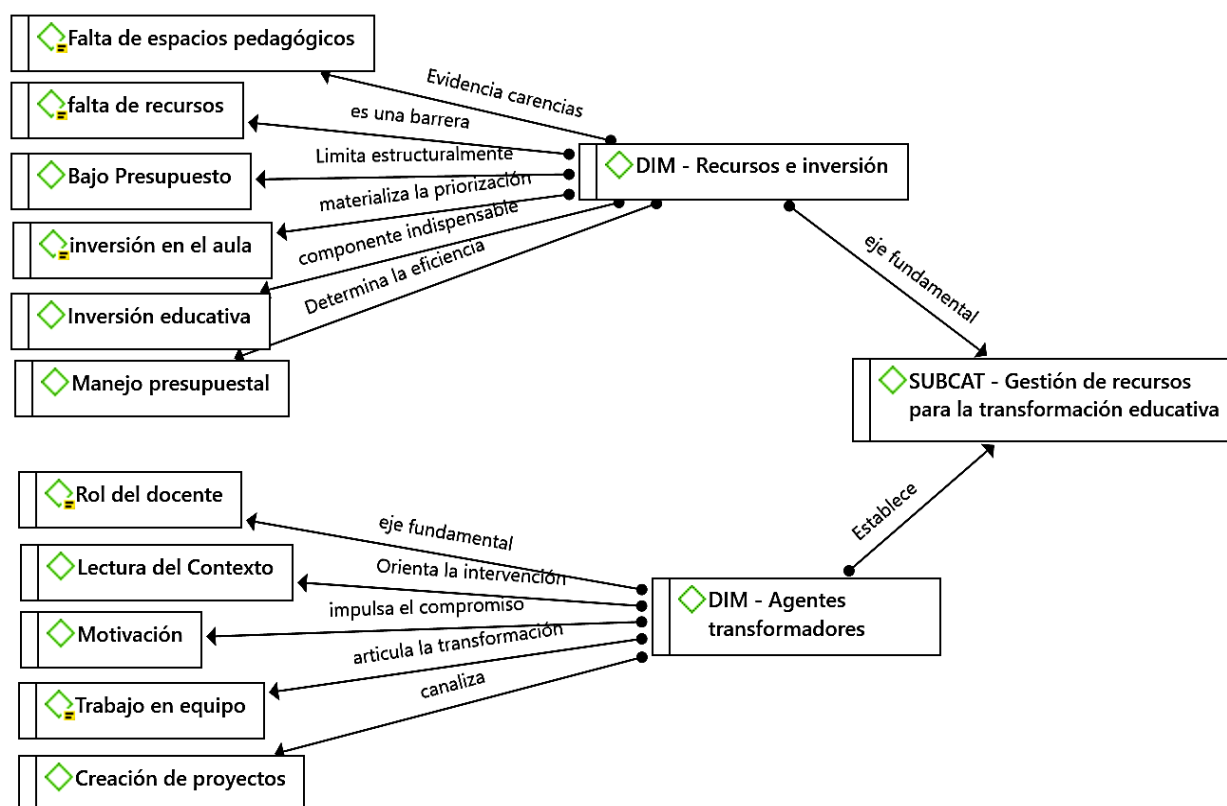 Falta de espacios pedagógicos
Evidencia carencias
falta de recursos
es una barrera
Limita estructuralmente
DIM - Recursos e inversión
Bajo Presupuesto
materializa la priorización
inversión en el aula
componente indispensable
Determina la eficiencia
eje fundamental
Inversión educativa
Manejo presupuestal
SUBCAT - Gestión de recursos
para la transformación educativa
Rol del docente
eje fundamental
Establece
Lectura del Contexto
Orienta la intervención
impulsa el compromiso
DIM - Agentes
transformadores
Motivación
articula la transformación
Trabajo en equipo
canaliza
Creación de proyectos